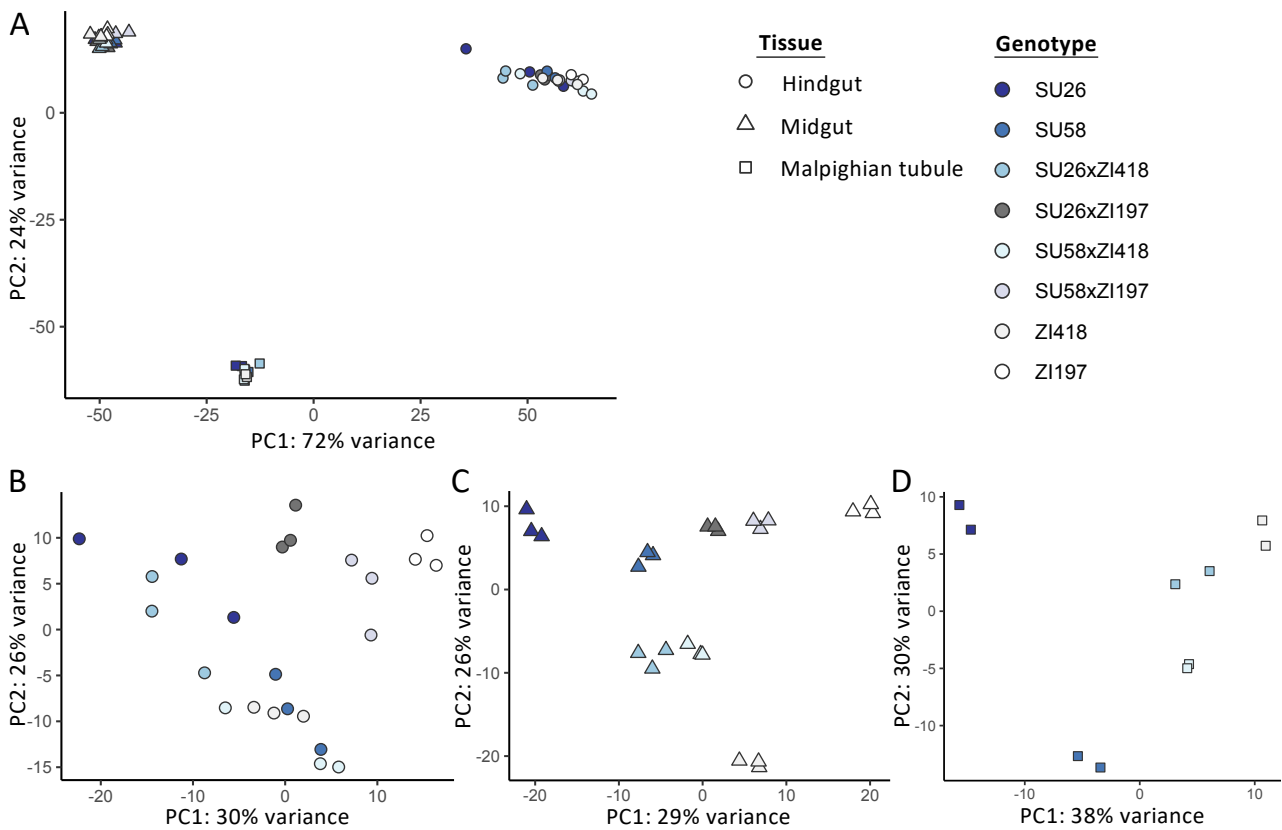 A
0
-25
-50
PC2: 24% variance
-50
-25
0
25
50
PC1: 72% variance
Tissue
Hindgut
Midgut
Malpighian tubule
Genotype
SU26
SU58
SU26xZI418
SU26xZI197
SU58xZI418
SU58xZI197
ZI418
ZI197
B
10
5
0
-5
-10
-15
PC2: 26% variance
-20
-10
0
10
PC1: 30% variance
C
10
0
-10
-20
PC2: 26% variance
-20
-10
0
10
20
PC1: 29% variance
D
10
5
0
-5
-10
PC2: 30% variance
-10
0
10
PC1: 38% variance